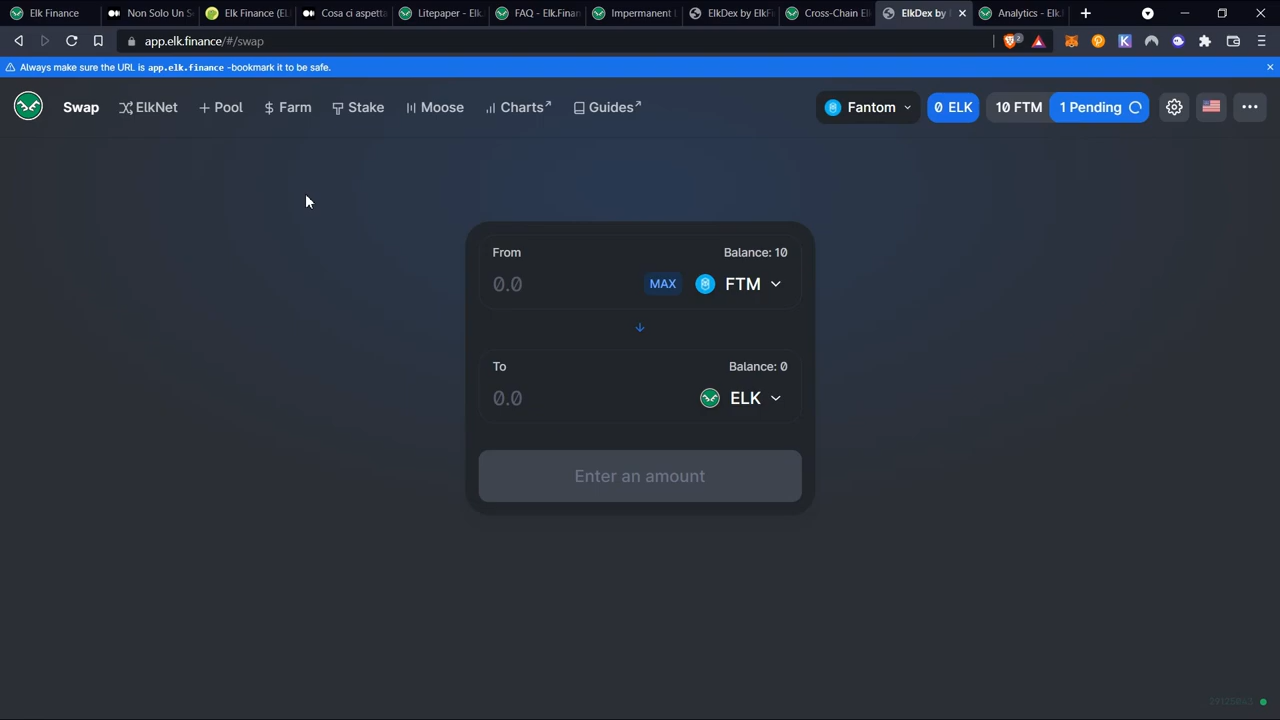 Elk Finance
Non Solo Un S
Elk Finance (EL
Cosa ci aspetta
Litepaper - Elk.
FAQ - Elk.Finan
Impermanent l
ElkDex by ElkF
Cross-Chain El
ElkDex by
Analytics - Elk.
app.elk.finance/#/swap
2
Always make sure the URL is app.elk.finance -bookmark it to be safe.
Swap
ElkNet
Pool
Farm
Stake
Moose
Charts↗
Guides↗
Fantom
0 ELK
10 FTM
1 Pending
From
Balance: 10
0.0
MAX
FTM
To
Balance: 0
0.0
ELK
Enter an amount